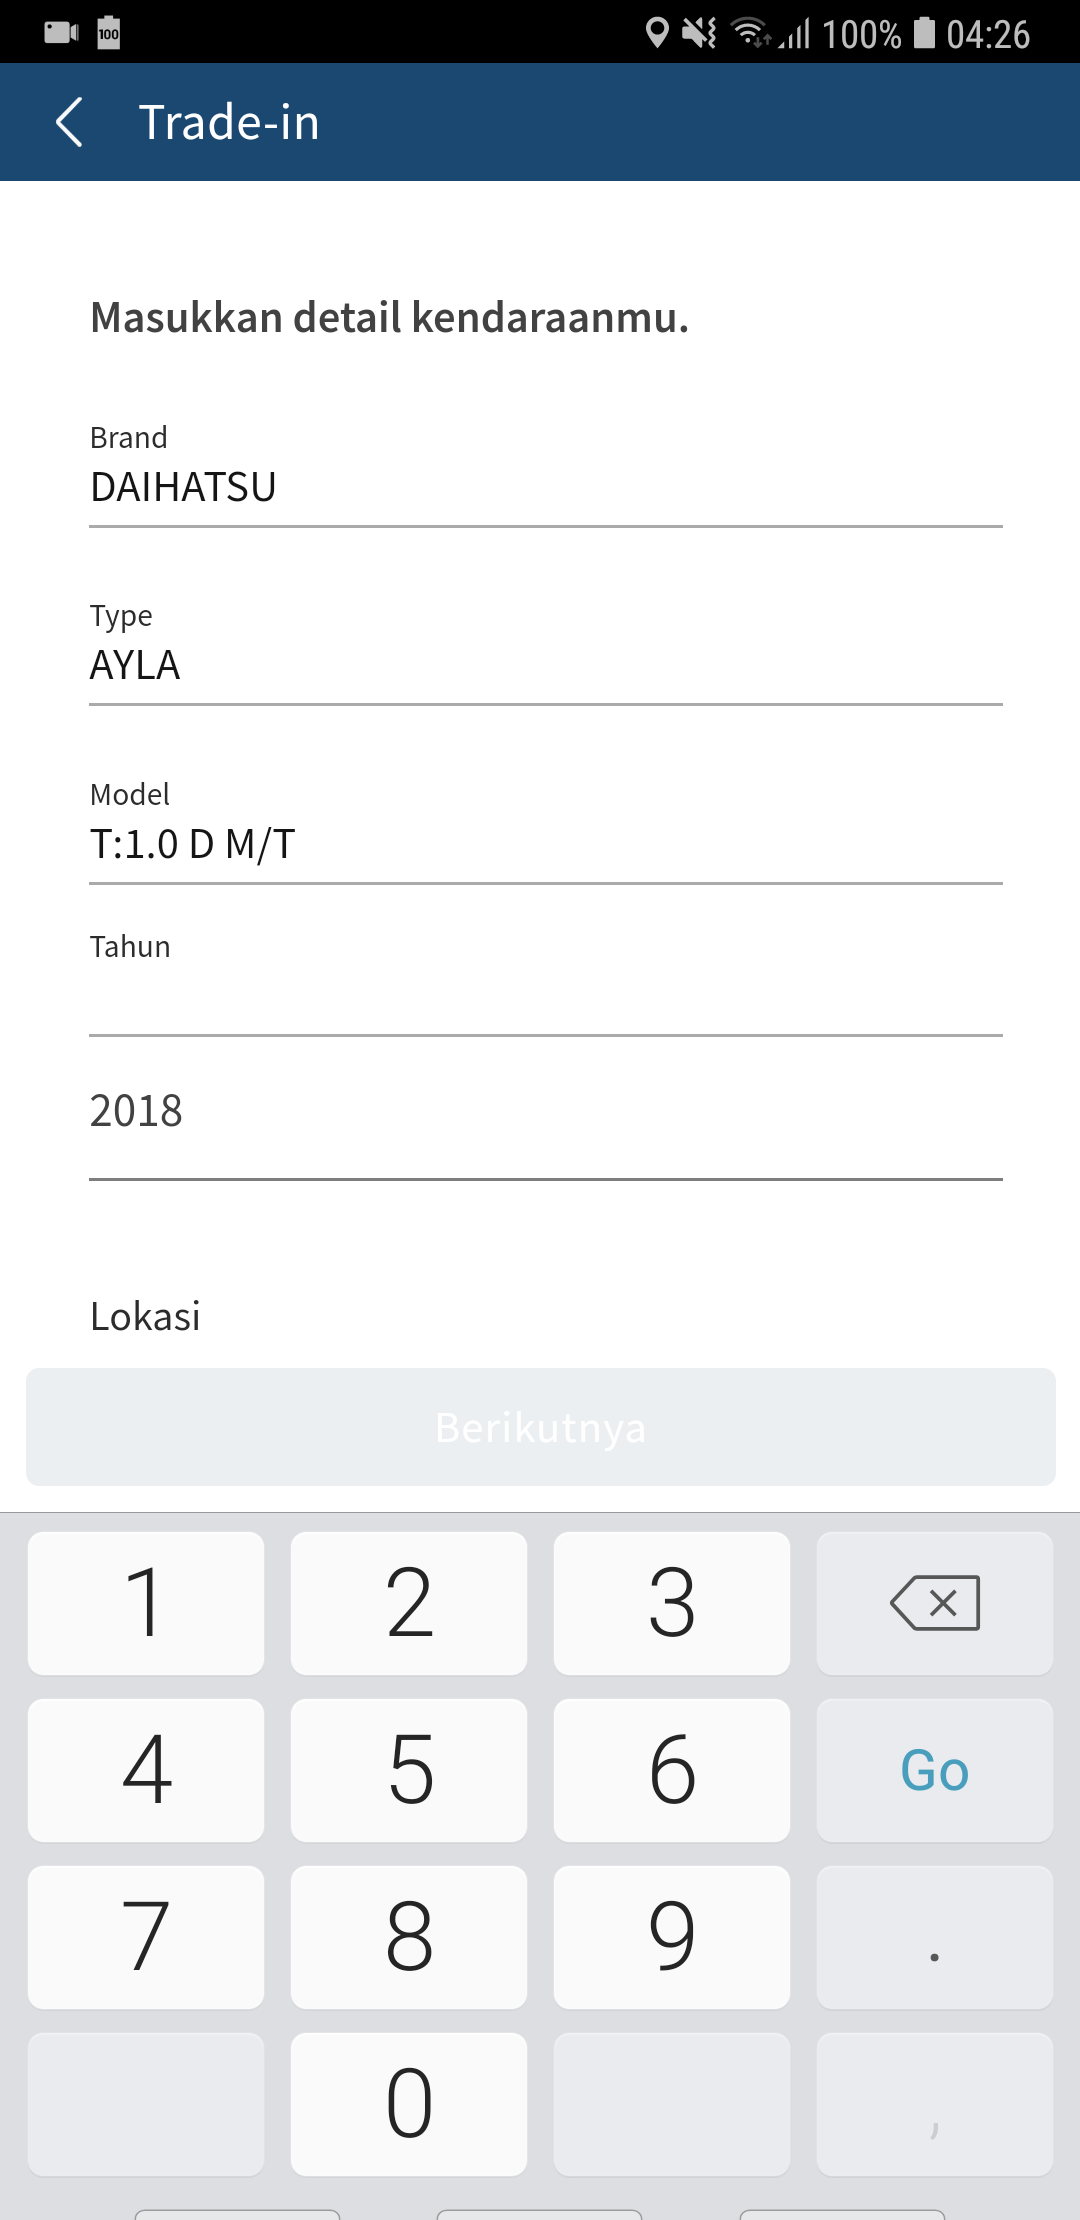 100 100% 04:26
Trade-in
Masukkan detail kendaraanmu.
Brand
DAIHATSU
Type
AYLA
Model
T:1.0 D M/T
Tahun
2018
Lokasi
Berikutnya
1 2 3
4 5 6 Go
7 8 9 .
0 ,